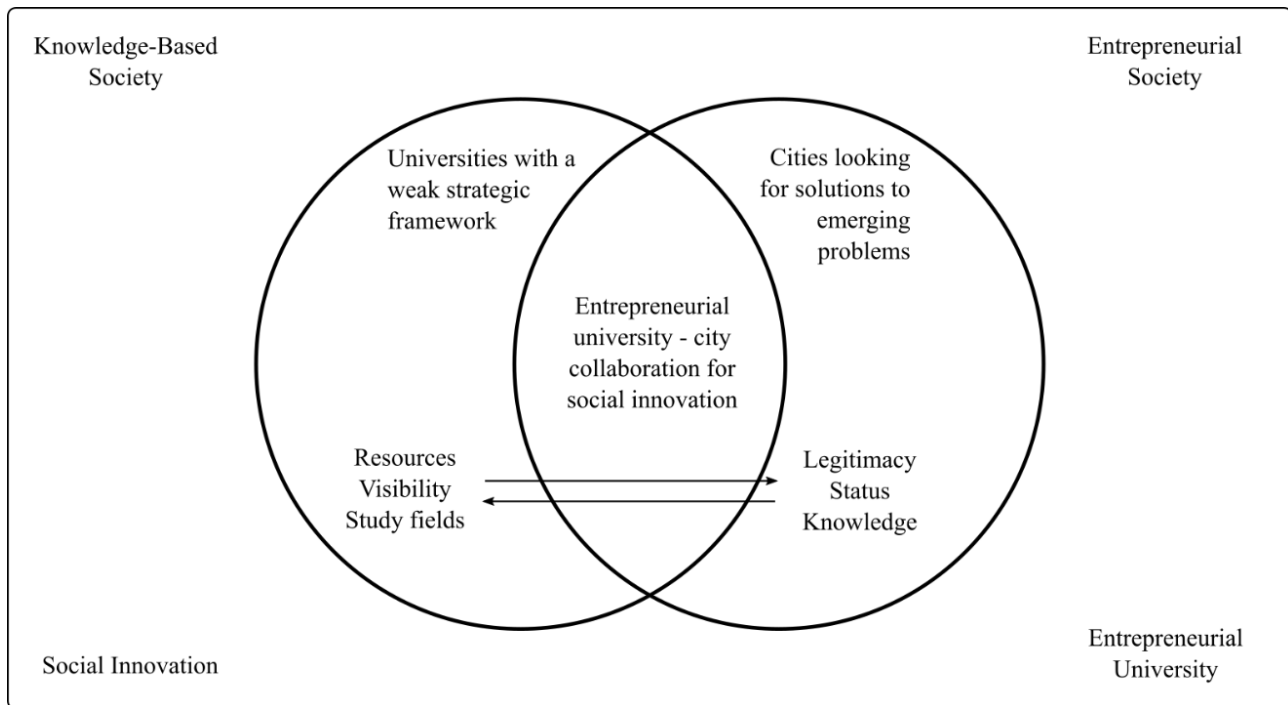 Knowledge-Based
Society
Entrepreneurial
Society
Universities with a
weak strategic
framework
Cities looking
for solutions to
emerging
problems
Entrepreneurial
university - city
collaboration for
social innovation
Resources
Visibility
Study fields
Legitimacy
Status
Knowledge
Social Innovation
Entrepreneurial
University